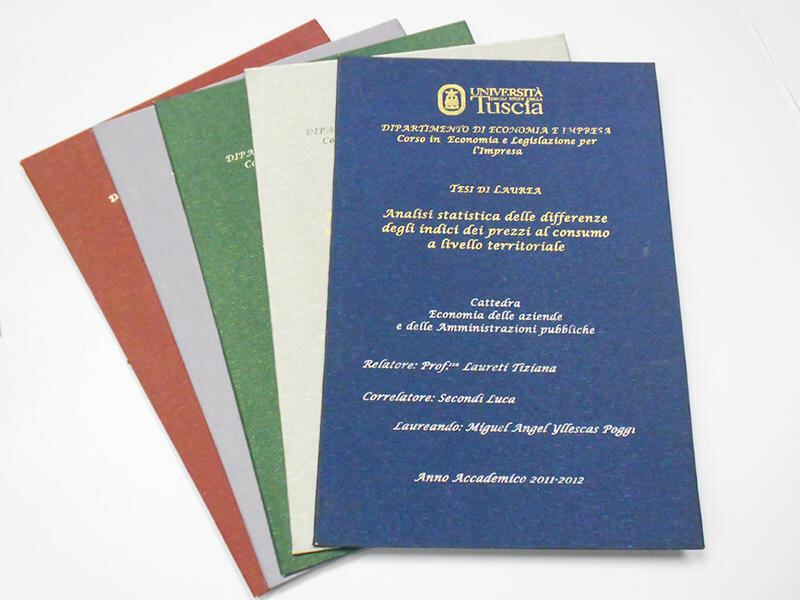 UNIVERSITÀ
DEGLI STUDI DELLA
Tuscia
DIPARTIMENTO DI ECONOMIA E IMPRESA
Corso in Economia e Legislazione per
l'Impresa
TESI DI LAUREA
Analisi statistica delle differenze
degli indici dei prezzi al consumo
a livello territoriale
Cattedra
Economia delle aziende
e delle Amministrazioni pubbliche
Relatore: Prof.ssa Laureti Tiziana
Correlatore: Secondi Luca
Laureando: Miguel Angel Yllescas Poggi
Anno Accademico 2011-2012